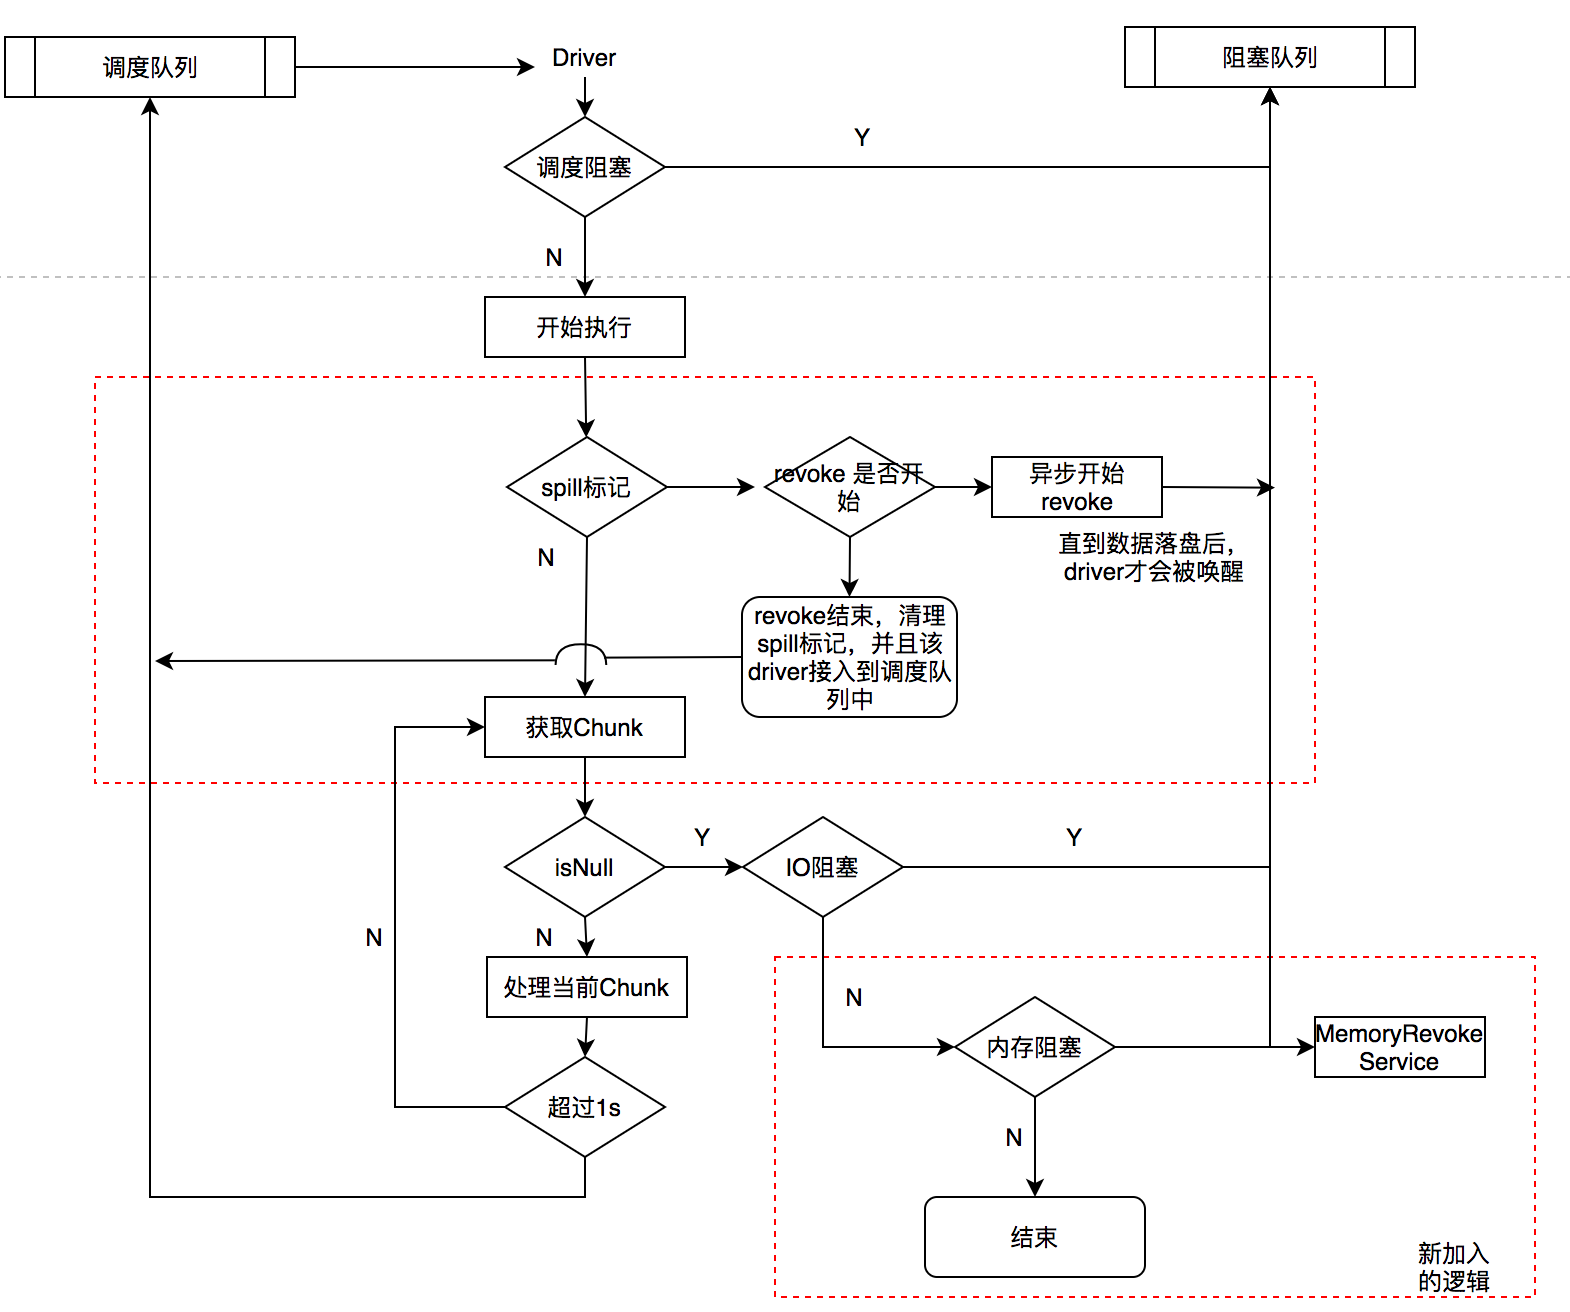 调度队列
Driver
阻塞队列
调度阻塞
Y
N
开始执行
spill标记
revoke 是否开
始
异步开始
revoke
直到数据落盘后，
driver才会被唤醒
N
revoke结束，清理
spill标记，并且该
driver接入到调度队
列中
获取Chunk
isNull
Y
IO阻塞
Y
N
N
处理当前Chunk
N
内存阻塞
MemoryRevoke
Service
超过1s
N
结束
新加入
的逻辑